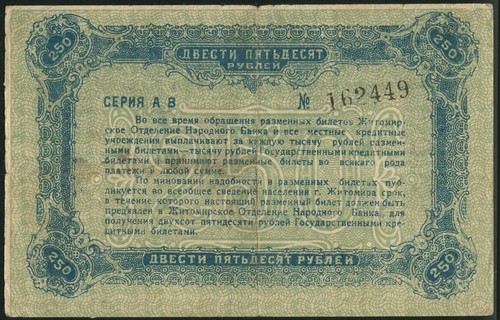 250 250
ДВЕСТИ ПЯТЬДЕСЯТ
РУБЛЕЙ
СЕРИЯ А В № 162449
Во все время обращения разменных билетов Житомир-
ское Отделение Народного Банка и все местные кредитные
учреждения выплачивают за каждую тысячу рублей размен-
ными билетами—тысячу рублей Государственными кредитными
билетами и принимают разменные билеты во всякаго рода
платежи в любой сумме.
По миновании надобности в разменных билетах пуб-
ликуется во всеобщее сведение населения г. Житомира срок,
в течение которого настоящий разменный билет должен быть
пред'явлен в Житомирское Отделение Народного Банка, для
получения двухсот пятидесяти рублей Государственными кре-
дитными билетами.
250 250
ДВЕСТИ ПЯТЬДЕСЯТ РУБЛЕЙ